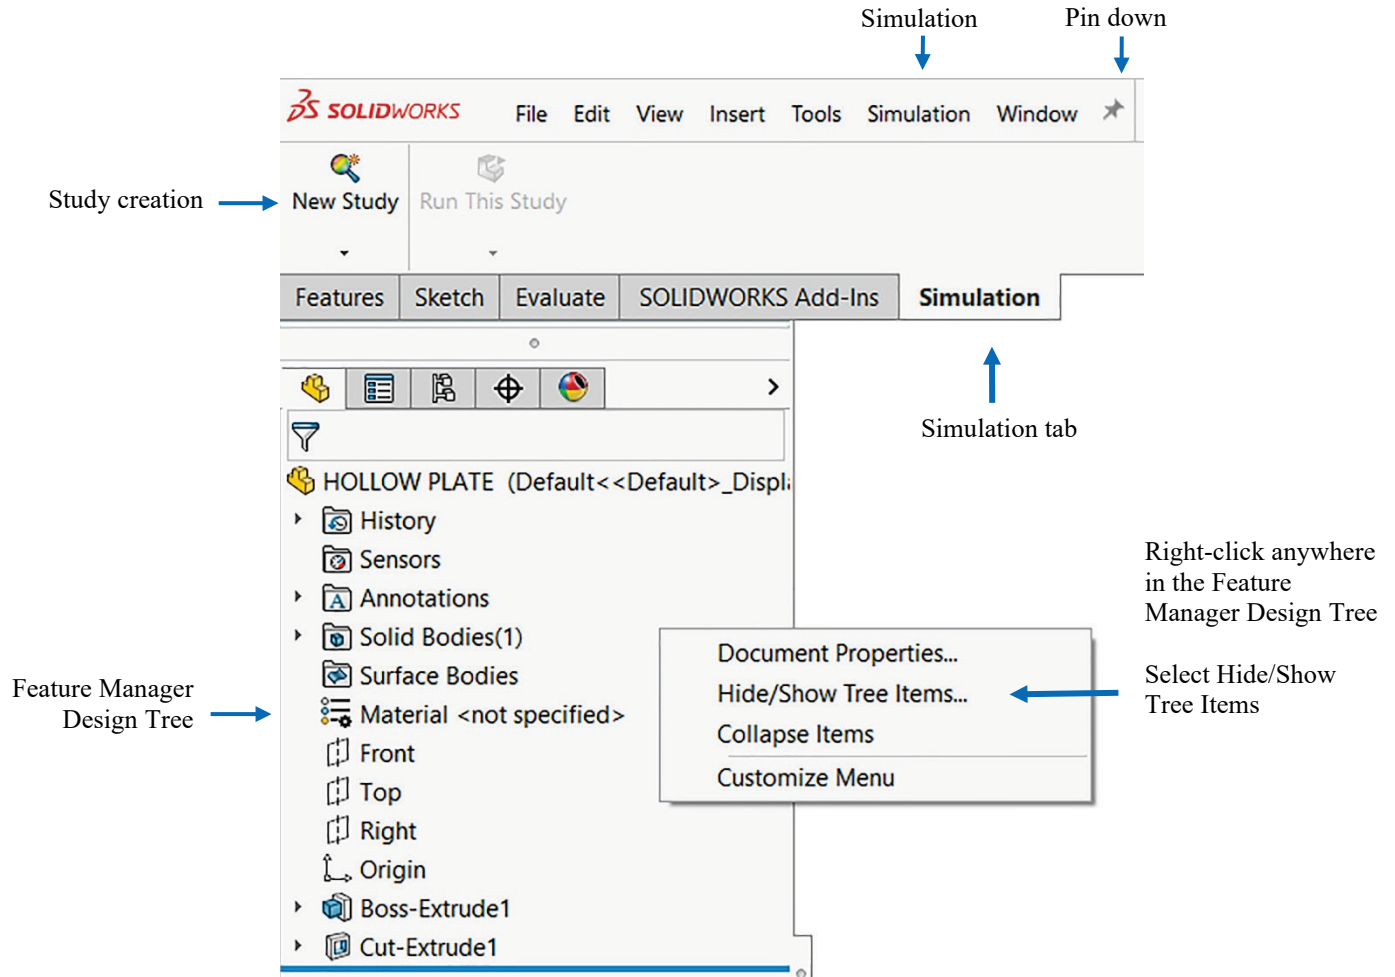 Simulation
Pin down
SOLIDWORKS File Edit View Insert Tools Simulation Window
Study creation
New Study
Run This Study
Features Sketch Evaluate SOLIDWORKS Add-Ins Simulation
Simulation tab
HOLLOW PLATE (Default<<Default>_Displ
History
Sensors
Annotations
Solid Bodies(1)
Surface Bodies
Material <not specified>
Front
Top
Right
Origin
Boss-Extrude1
Cut-Extrude1
Feature Manager
Design Tree
Document Properties...
Hide/Show Tree Items...
Collapse Items
Customize Menu
Right-click anywhere
in the Feature
Manager Design Tree
Select Hide/Show
Tree Items